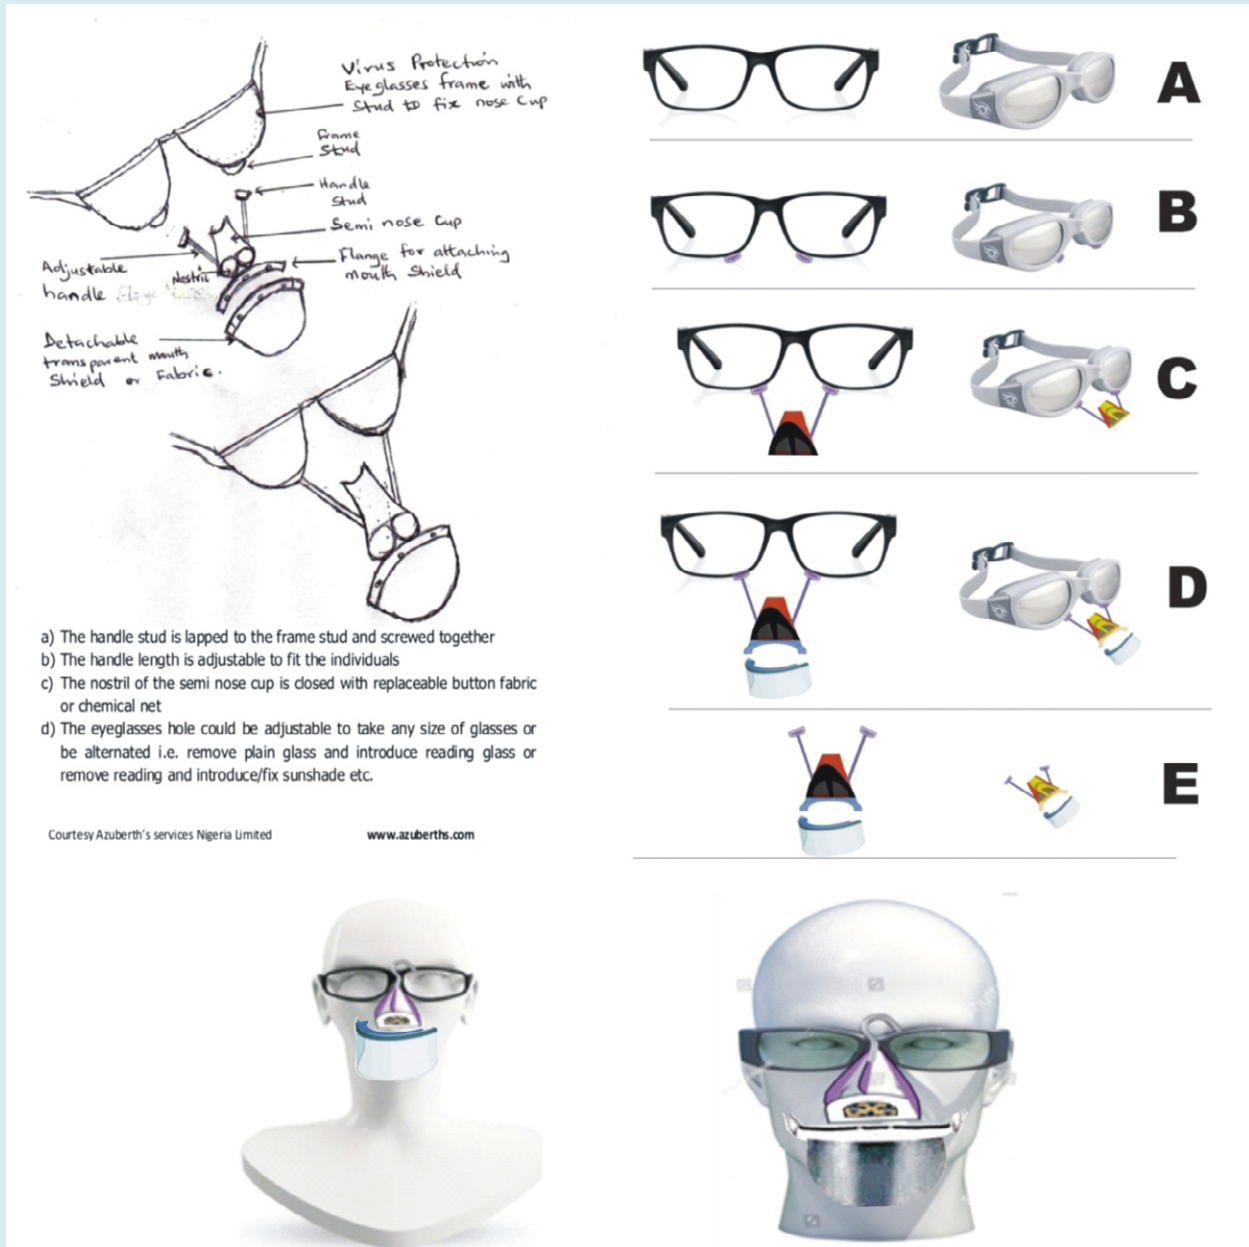 Virus Protection
Eyeglasses frame with
Stud to fix nose Cup
Frame
Stud
Handle
Stud
Semi nose Cup
Flange for attaching
mouth Shield
Adjustable
handle
Nostril
Detachable
transparent mouth
Shield or Fabric.
a) The handle stud is lapped to the frame stud and screwed together
b) The handle length is adjustable to fit the individuals
c) The nostril of the semi nose cup is closed with replaceable button fabric
or chemical net
d) The eyeglasses hole could be adjustable to take any size of glasses or
be alternated i.e. remove plain glass and introduce reading glass or
remove reading and introduce/fix sunshade etc.
Courtesy Azuberth's services Nigeria Limited www.azuberths.com
A
B
C
D
E